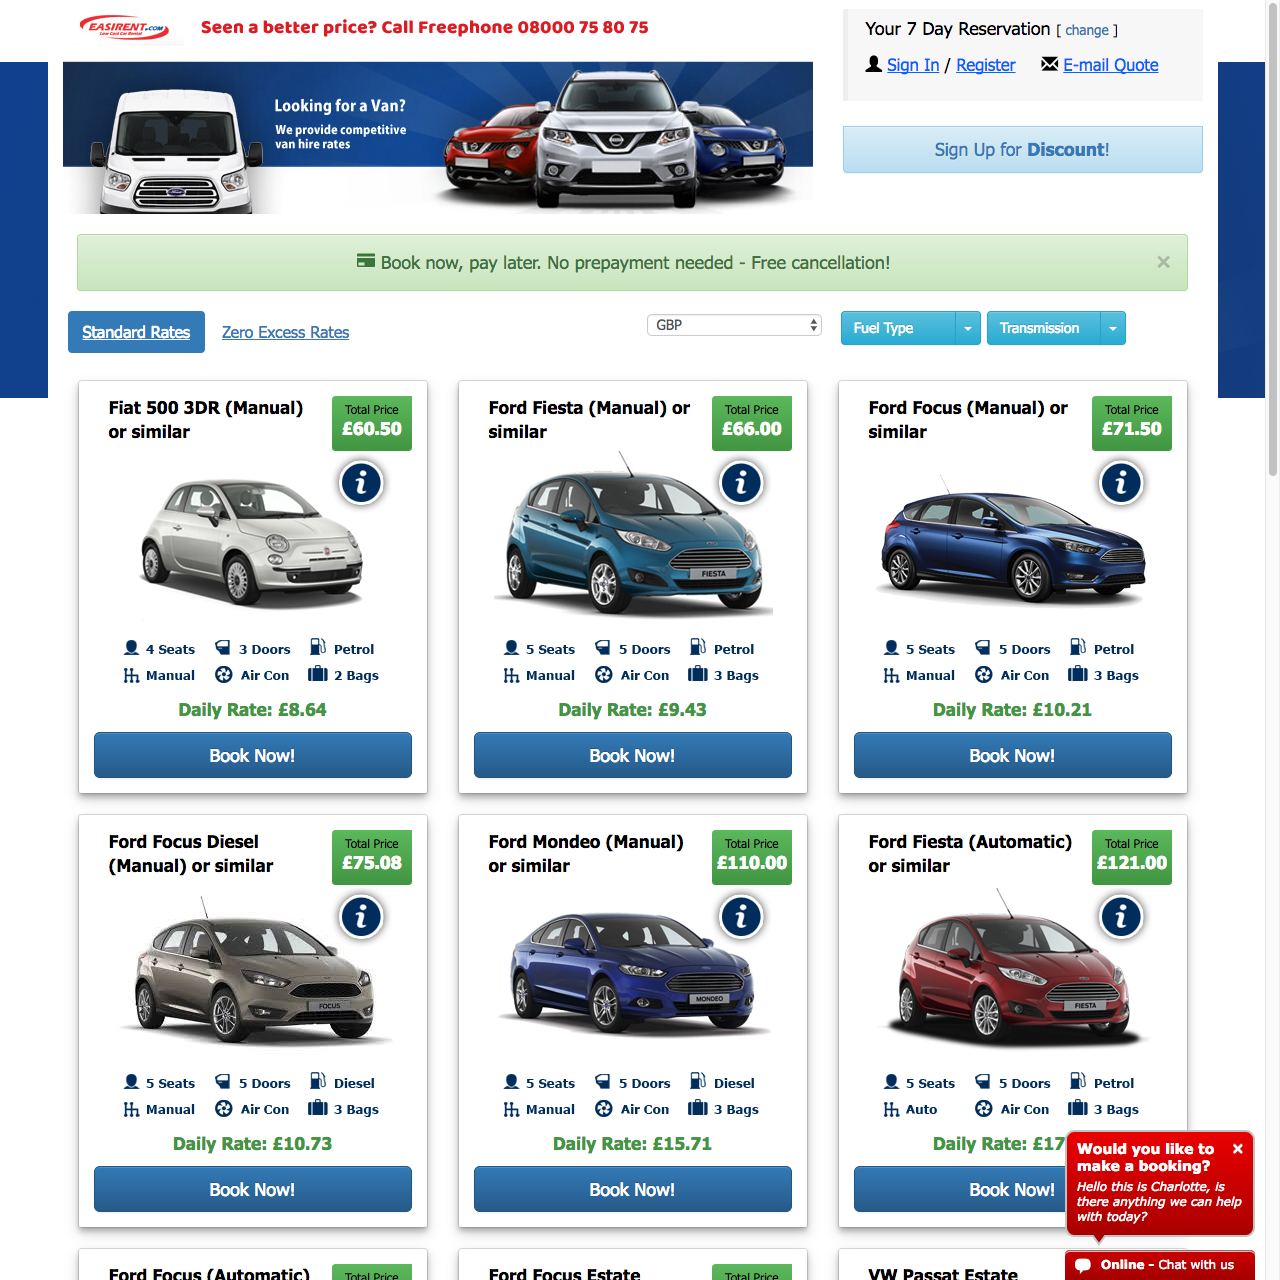 EASIRENT.COM
Low Cost Car Rental
Seen a better price? Call Freephone 08000 75 80 75
Your 7 Day Reservation [ change ]
Sign In / Register
E-mail Quote
Looking for a Van?
We provide competitive
van hire rates
Sign Up for Discount!
Book now, pay later. No prepayment needed - Free cancellation!
×
Standard Rates
Zero Excess Rates
GBP
Fuel Type
Transmission
Fiat 500 3DR (Manual)
or similar
Total Price
£60.50
i
4 Seats
3 Doors
Petrol
Manual
Air Con
2 Bags
Daily Rate: £8.64
Book Now!
Ford Fiesta (Manual) or
similar
Total Price
£66.00
i
FIESTA
5 Seats
5 Doors
Petrol
Manual
Air Con
3 Bags
Daily Rate: £9.43
Book Now!
Ford Focus (Manual) or
similar
Total Price
£71.50
i
5 Seats
5 Doors
Petrol
Manual
Air Con
3 Bags
Daily Rate: £10.21
Book Now!
Ford Focus Diesel
(Manual) or similar
Total Price
£75.08
i
FOCUS
5 Seats
5 Doors
Diesel
Manual
Air Con
3 Bags
Daily Rate: £10.73
Book Now!
Ford Mondeo (Manual)
or similar
Total Price
£110.00
i
MONDEO
5 Seats
5 Doors
Diesel
Manual
Air Con
3 Bags
Daily Rate: £15.71
Book Now!
Ford Fiesta (Automatic)
or similar
Total Price
£121.00
i
FIESTA
5 Seats
5 Doors
Petrol
Auto
Air Con
3 Bags
Daily Rate: £17
Book Now!
Would you like to
make a booking?
×
Hello this is Charlotte, is
there anything we can help
with today?
Online - Chat with us
Ford Focus (Automatic)
Total Price
Ford Focus Estate
Total Price
VW Passat Estate